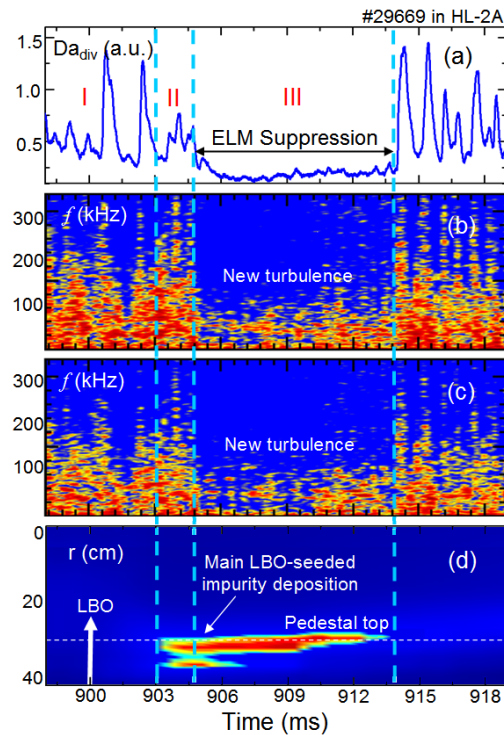 #29669 in HL-2A
1.5
Da_div (a.u.)
(a)
1.0
I
II
III
0.5
ELM Suppression
f (kHz)
(b)
300
200
New turbulence
100
0
f (kHz)
(c)
300
200
New turbulence
100
0
0
r (cm)
(d)
Main LBO-seeded
impurity deposition
20
LBO
Pedestal top
40
900 903 906 909 912 915 918
Time (ms)